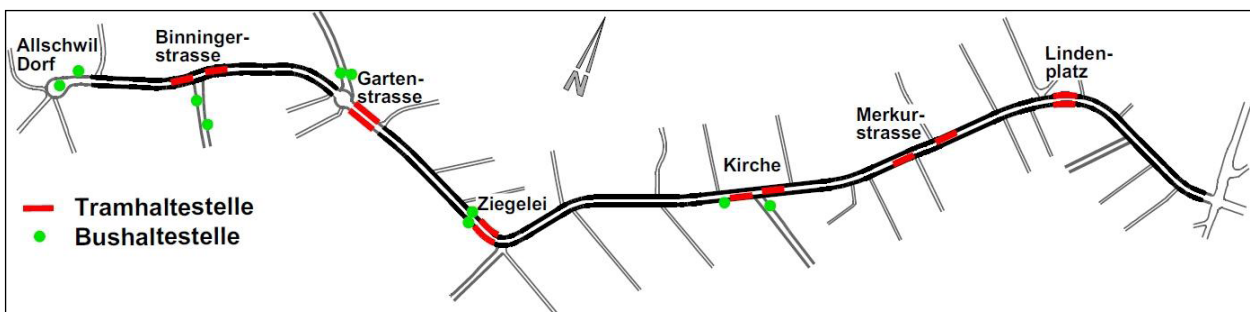 Allschwil
Dorf
Binninger-
strasse
Garten-
strasse
N
Ziegelei
Kirche
Merkur-
strasse
Linden-
platz
Tramhaltestelle
Bushaltestelle